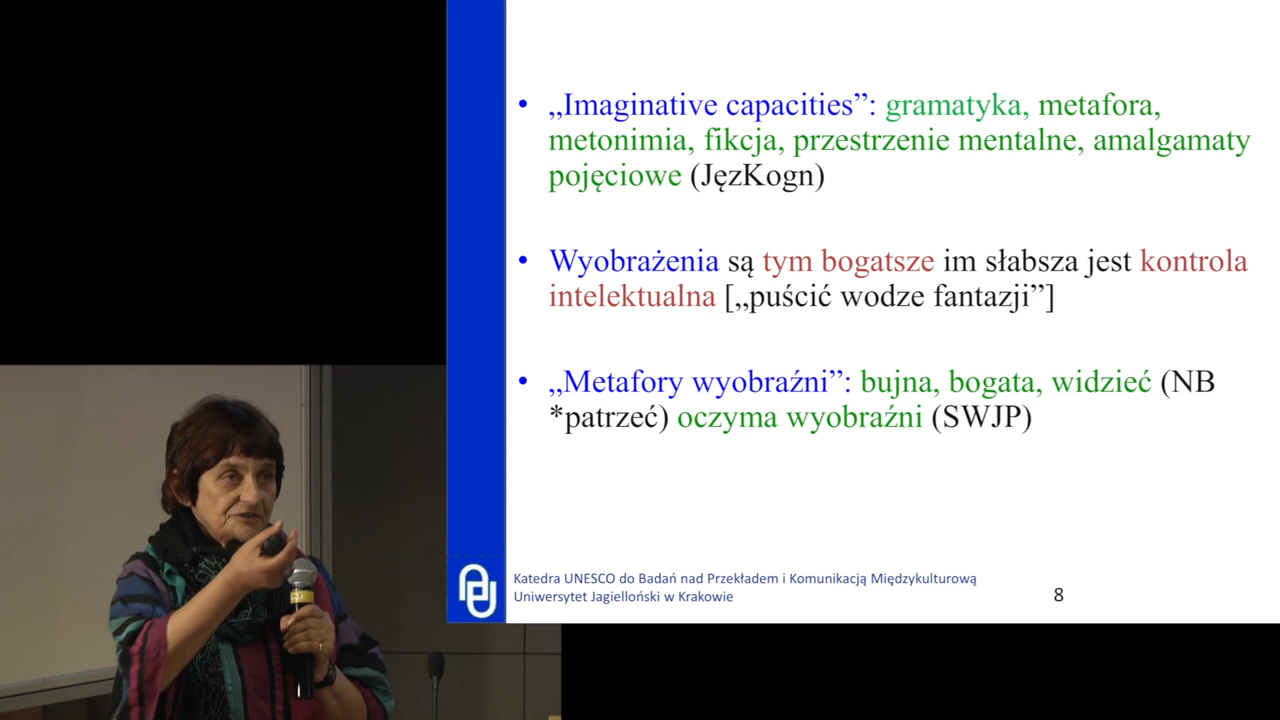 • „Imaginative capacities”: gramatyka, metafora,
metonimia, fikcja, przestrzenie mentalne, amalgamaty
pojęciowe (JęzKogn)
• Wyobrażenia są tym bogatsze im słabsza jest kontrola
intelektualna [„puścić wodze fantazji”]
• „Metafory wyobraźni”: bujna, bogata, widzieć (NB
*patrzeć) oczyma wyobraźni (SWJP)
Katedra UNESCO do Badań nad Przekładem i Komunikacją Międzykulturową
Uniwersytet Jagielloński w Krakowie
8